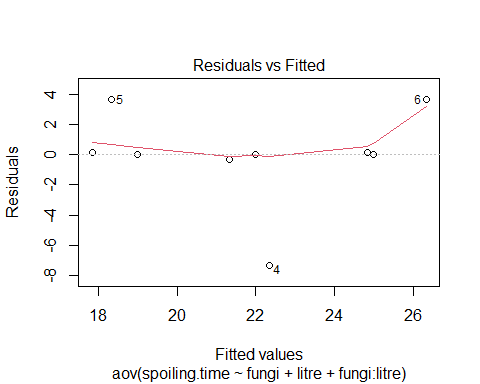 Residuals vs Fitted
4
2
0
-2
-4
-6
-8
Residuals
5
6
4
18 20 22 24 26
Fitted values
aov(spoiling.time ~ fungi + litre + fungi:litre)